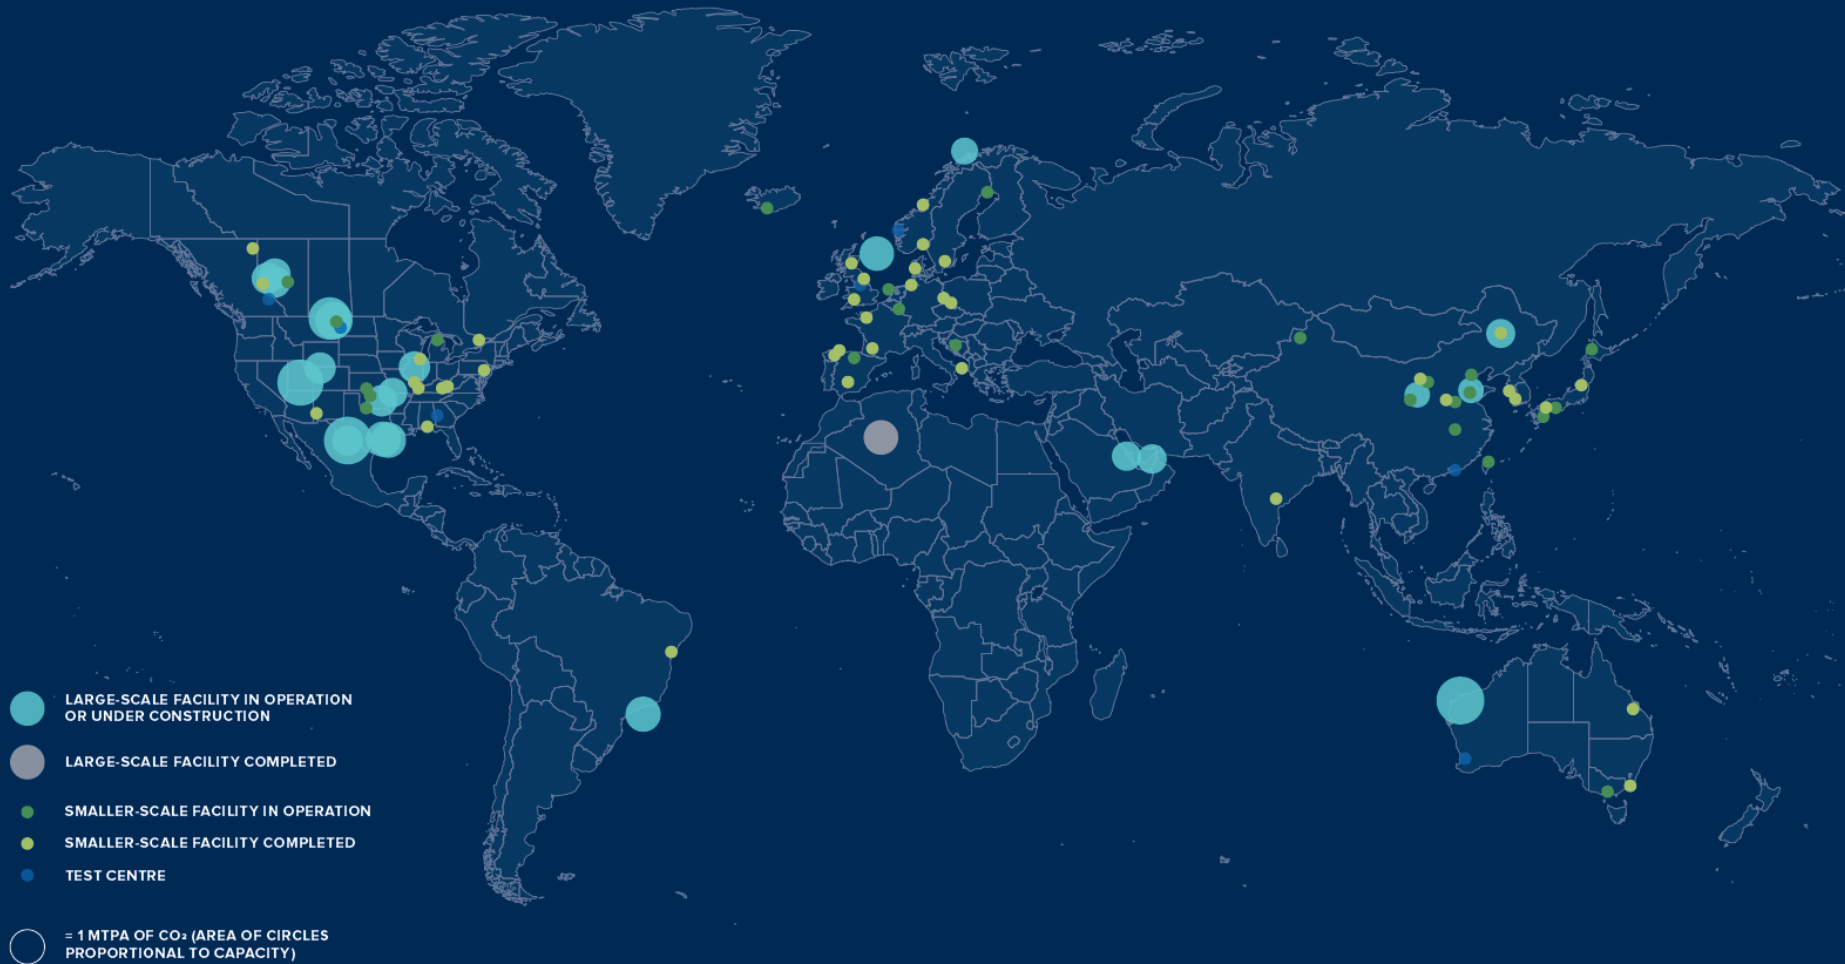 LARGE-SCALE FACILITY IN OPERATION
OR UNDER CONSTRUCTION
LARGE-SCALE FACILITY COMPLETED
SMALLER-SCALE FACILITY IN OPERATION
SMALLER-SCALE FACILITY COMPLETED
TEST CENTRE
= 1 MTPA OF CO₂ (AREA OF CIRCLES
PROPORTIONAL TO CAPACITY)